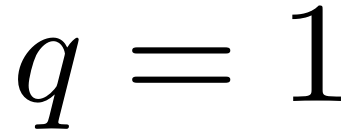 q = 1